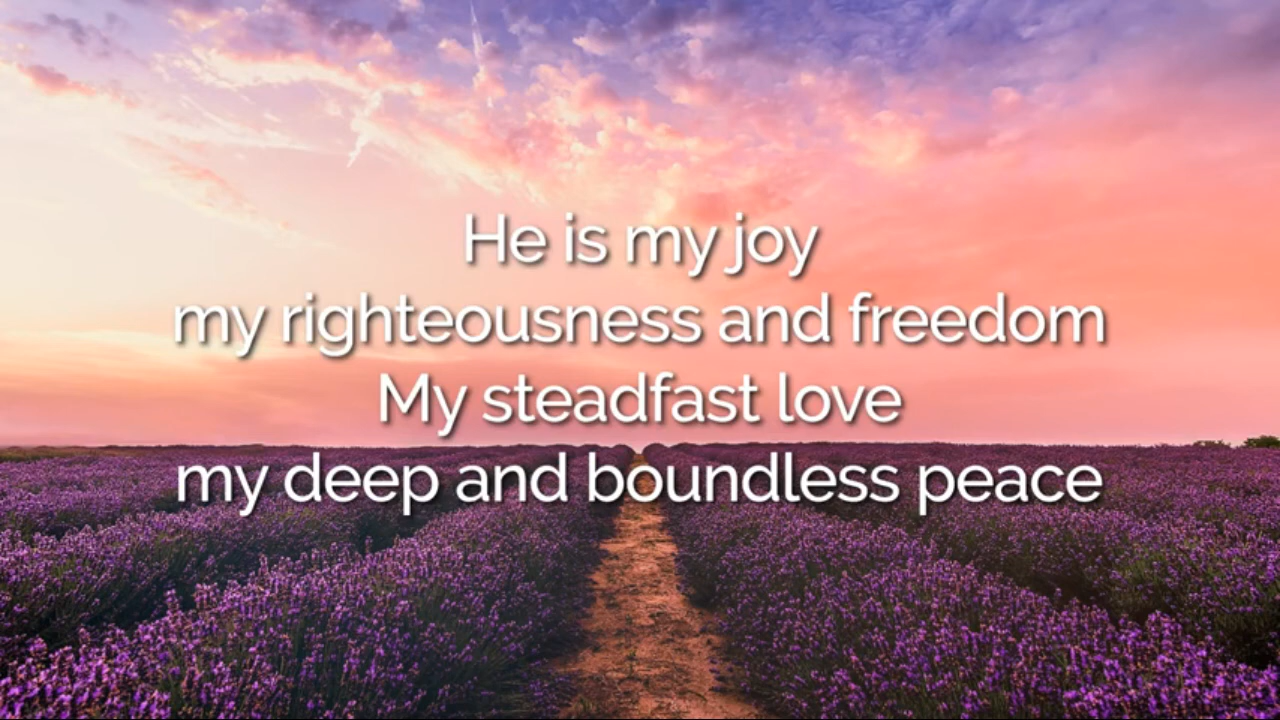 He is my joy
my righteousness and freedom
My steadfast love
my deep and boundless peace